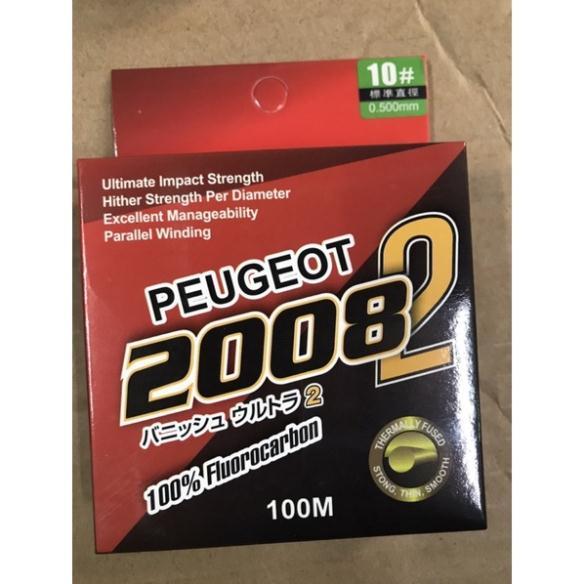 10#
標準直徑
0.500mm
Ultimate Impact Strength
Hither Strength Per Diameter
Excellent Manageability
Parallel Winding
PEUGEOT
2008 2
バニッシュ ウルトラ 2
100% Fluorocarbon
100M
THERMALLY FUSED
STONG, THIN, SMOOTH